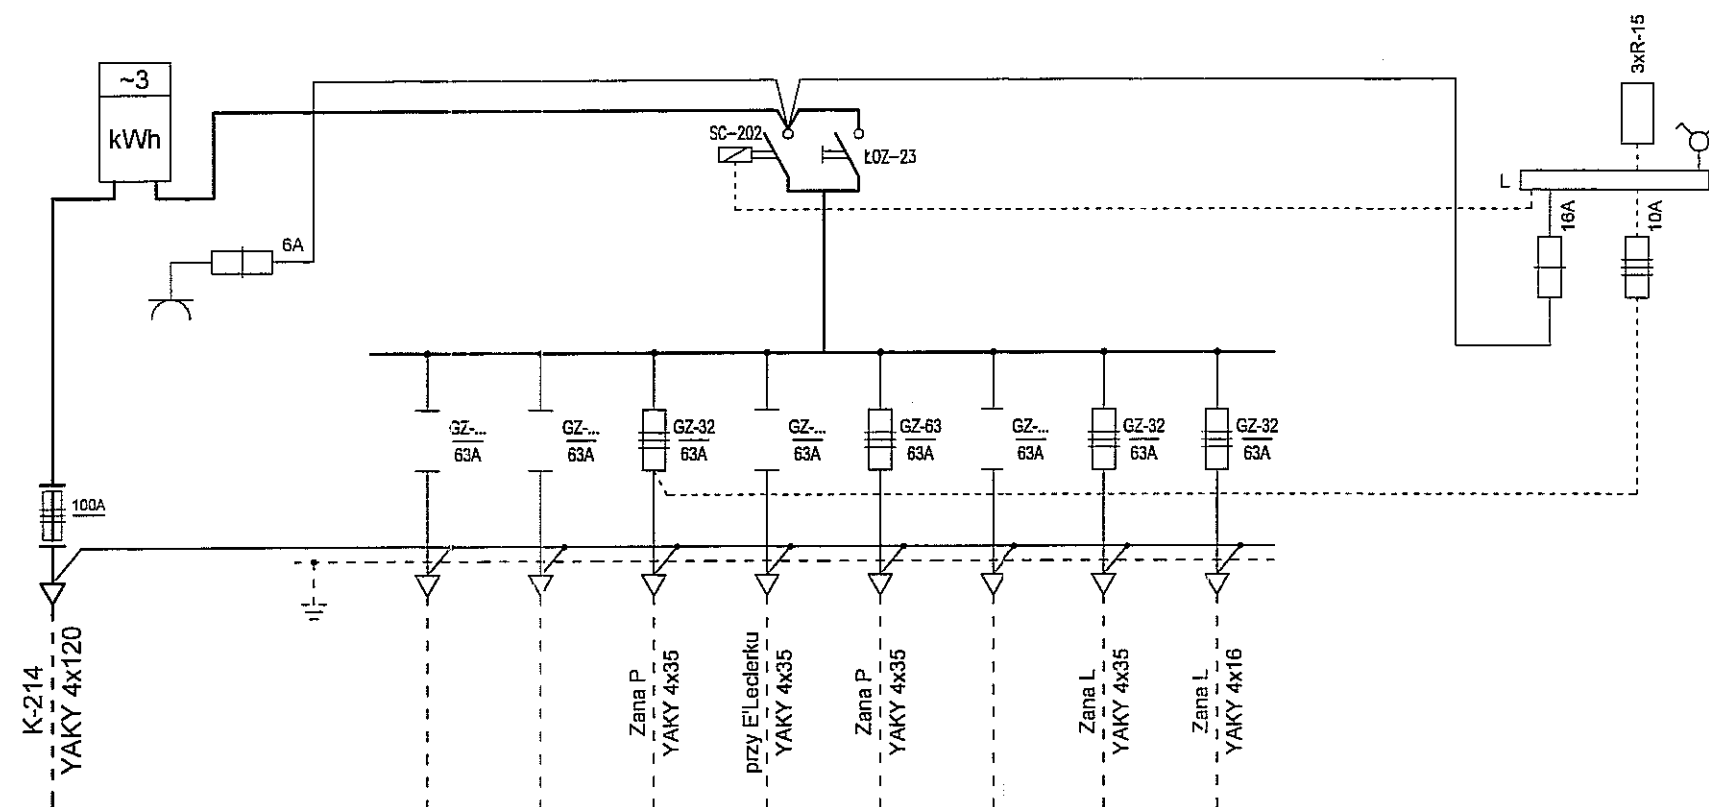 ~3
kWh
SC-202
ŁOZ-23
3xR-15
L
6A
16A
10A
GZ-...
63A
GZ-...
63A
GZ-32
63A
GZ-...
63A
GZ-63
63A
GZ-...
63A
GZ-32
63A
GZ-32
63A
100A
K-214
YAKY 4x120
Zana P
YAKY 4x35
przy E'Leclerku
YAKY 4x35
Zana P
YAKY 4x35
Zana L
YAKY 4x35
Zana L
YAKY 4x16